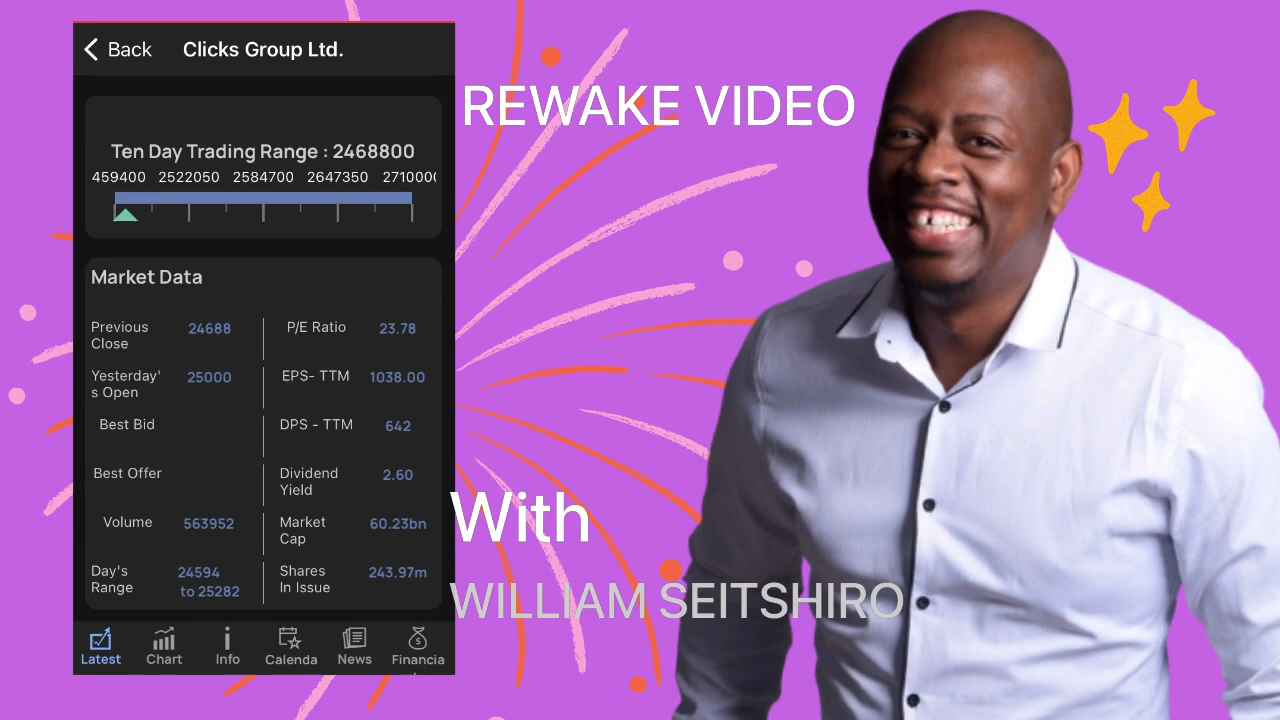 Back Clicks Group Ltd.
REWAKE VIDEO
Ten Day Trading Range : 2468800
459400 2522050 2584700 2647350 271000
Market Data
Previous
Close
24688
P/E Ratio
23.78
Yesterday'
s Open
25000
EPS- TTM
1038.00
Best Bid
DPS - TTM
642
Best Offer
Dividend
Yield
2.60
Volume
563952
Market
Cap
60.23bn
Day's
Range
24594
to 25282
Shares
In Issue
243.97m
Latest Chart Info Calenda News Financia
With
WILLIAM SEITSHIRO